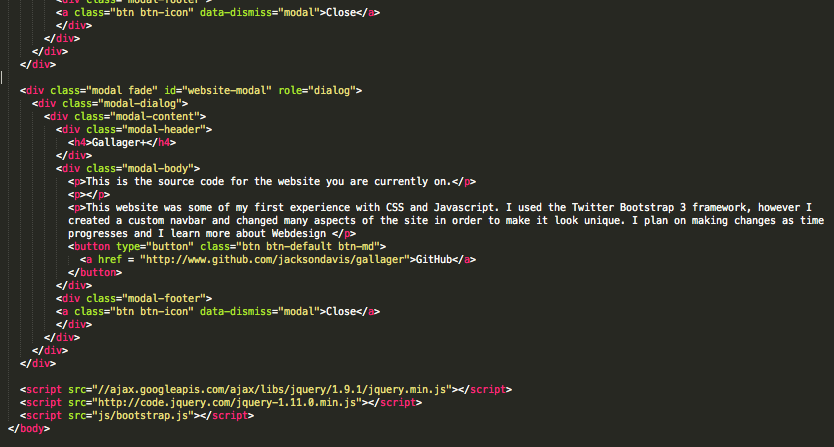 <div class="modal-footer">
<a class="btn btn-icon" data-dismiss="modal">Close</a>
</div>
</div>
</div>
</div>
<div class="modal fade" id="website-modal" role="dialog">
<div class="modal-dialog">
<div class="modal-content">
<div class="modal-header">
<h4>Gallager+</h4>
</div>
<div class="modal-body">
<p>This is the source code for the website you are currently on.</p>
<p></p>
<p>This website was some of my first experience with CSS and Javascript. I used the Twitter Bootstrap 3 framework, however I
created a custom navbar and changed many aspects of the site in order to make it look unique. I plan on making changes as time
progresses and I learn more about Webdesign </p>
<button type="button" class="btn btn-default btn-md">
<a href = "http://www.github.com/jacksondavis/gallager">GitHub</a>
</button>
</div>
<div class="modal-footer">
<a class="btn btn-icon" data-dismiss="modal">Close</a>
</div>
</div>
</div>
</div>
<script src="//ajax.googleapis.com/ajax/libs/jquery/1.9.1/jquery.min.js"></script>
<script src="http://code.jquery.com/jquery-1.11.0.min.js"></script>
<script src="js/bootstrap.js"></script>
</body>